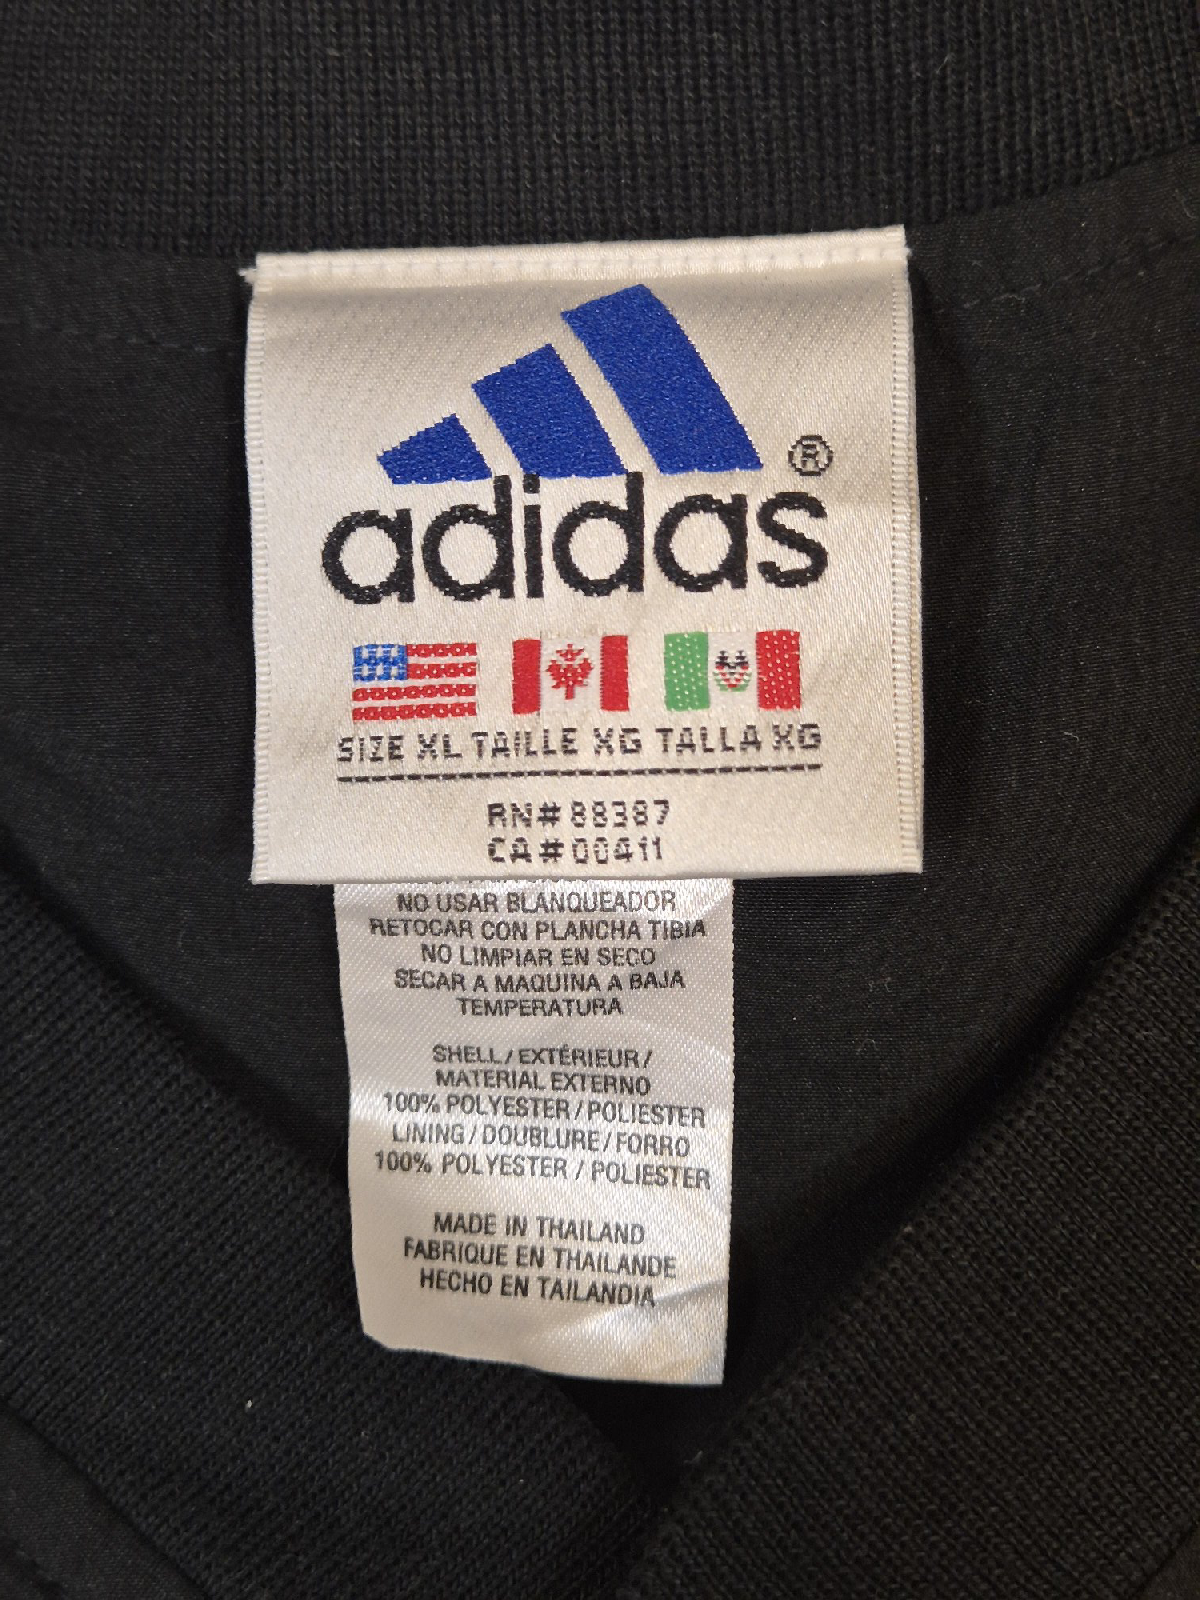 ®
adidas
SIZE XL TAILLE XG TALLA XG
RN# 88387
CA# 00411
NO USAR BLANQUEADOR
RETOCAR CON PLANCHA TIBIA
NO LIMPIAR EN SECO
SECAR A MAQUINA A BAJA
TEMPERATURA
SHELL / EXTÉRIEUR /
MATERIAL EXTERNO
100% POLYESTER / POLIESTER
LINING / DOUBLURE / FORRO
100% POLYESTER / POLIESTER
MADE IN THAILAND
FABRIQUE EN THAILANDE
HECHO EN TAILANDIA